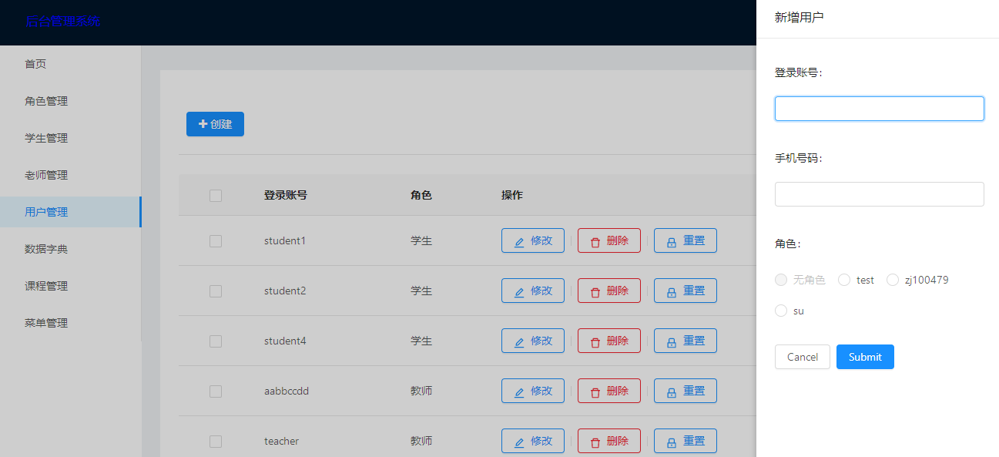 后台管理系统
首页
角色管理
学生管理
老师管理
用户管理
数据字典
课程管理
菜单管理
创建
登录账号 角色 操作
student1 学生 修改 删除 重置
student2 学生 修改 删除 重置
student4 学生 修改 删除 重置
aabbccdd 教师 修改 删除 重置
teacher 教师 修改 删除 重置
新增用户
登录账号:
手机号码:
角色:
无角色 test zj100479
su
Cancel Submit